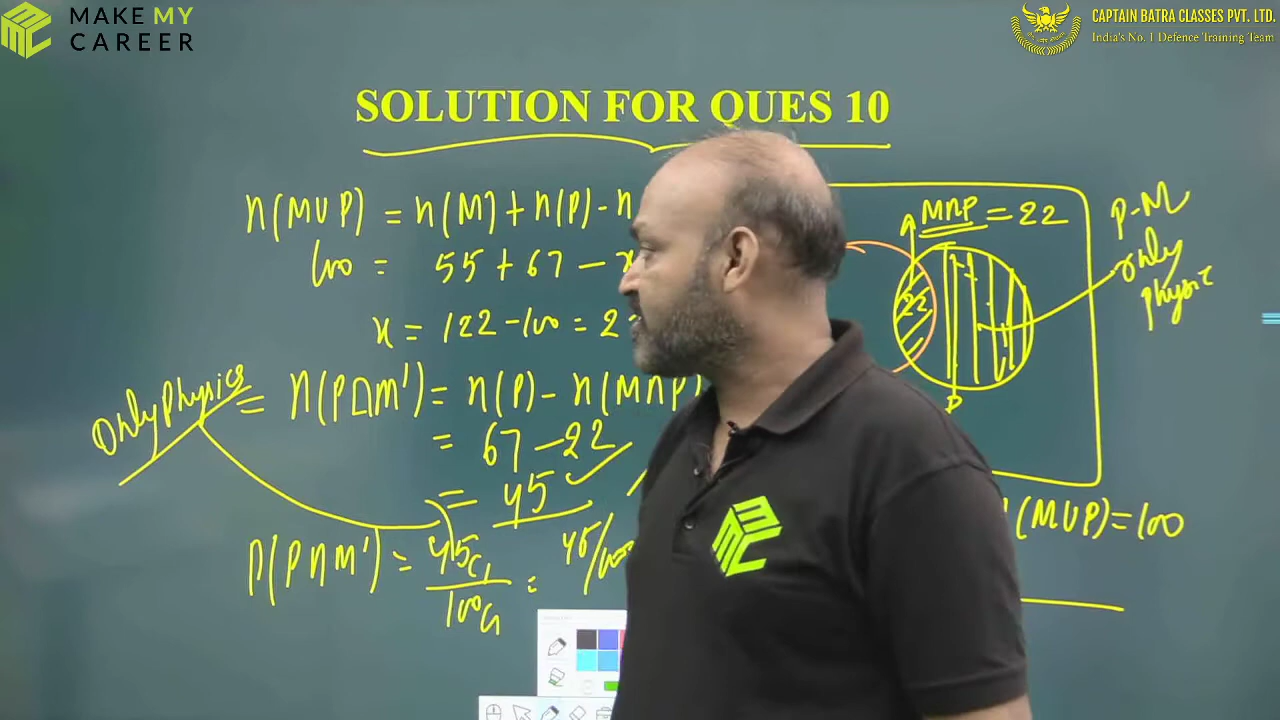 MAKE MY
CAREER
CAPTAIN BATRA CLASSES PVT. LTD.
India's No. 1 Defence Training Team
SOLUTION FOR QUES 10
n(M∪P) = n(M) + n(P) - n
100 = 55 + 67 - x
x = 122 - 100 = 2
Only Physics = n(P∩M') = n(P) - n(M∩P)
= 67 - 22
= 45
P(P∩M') = 45C1/100C1 = 45/100
M∩P = 22
22
P
P-M
only
physic
(M∪P) = 100